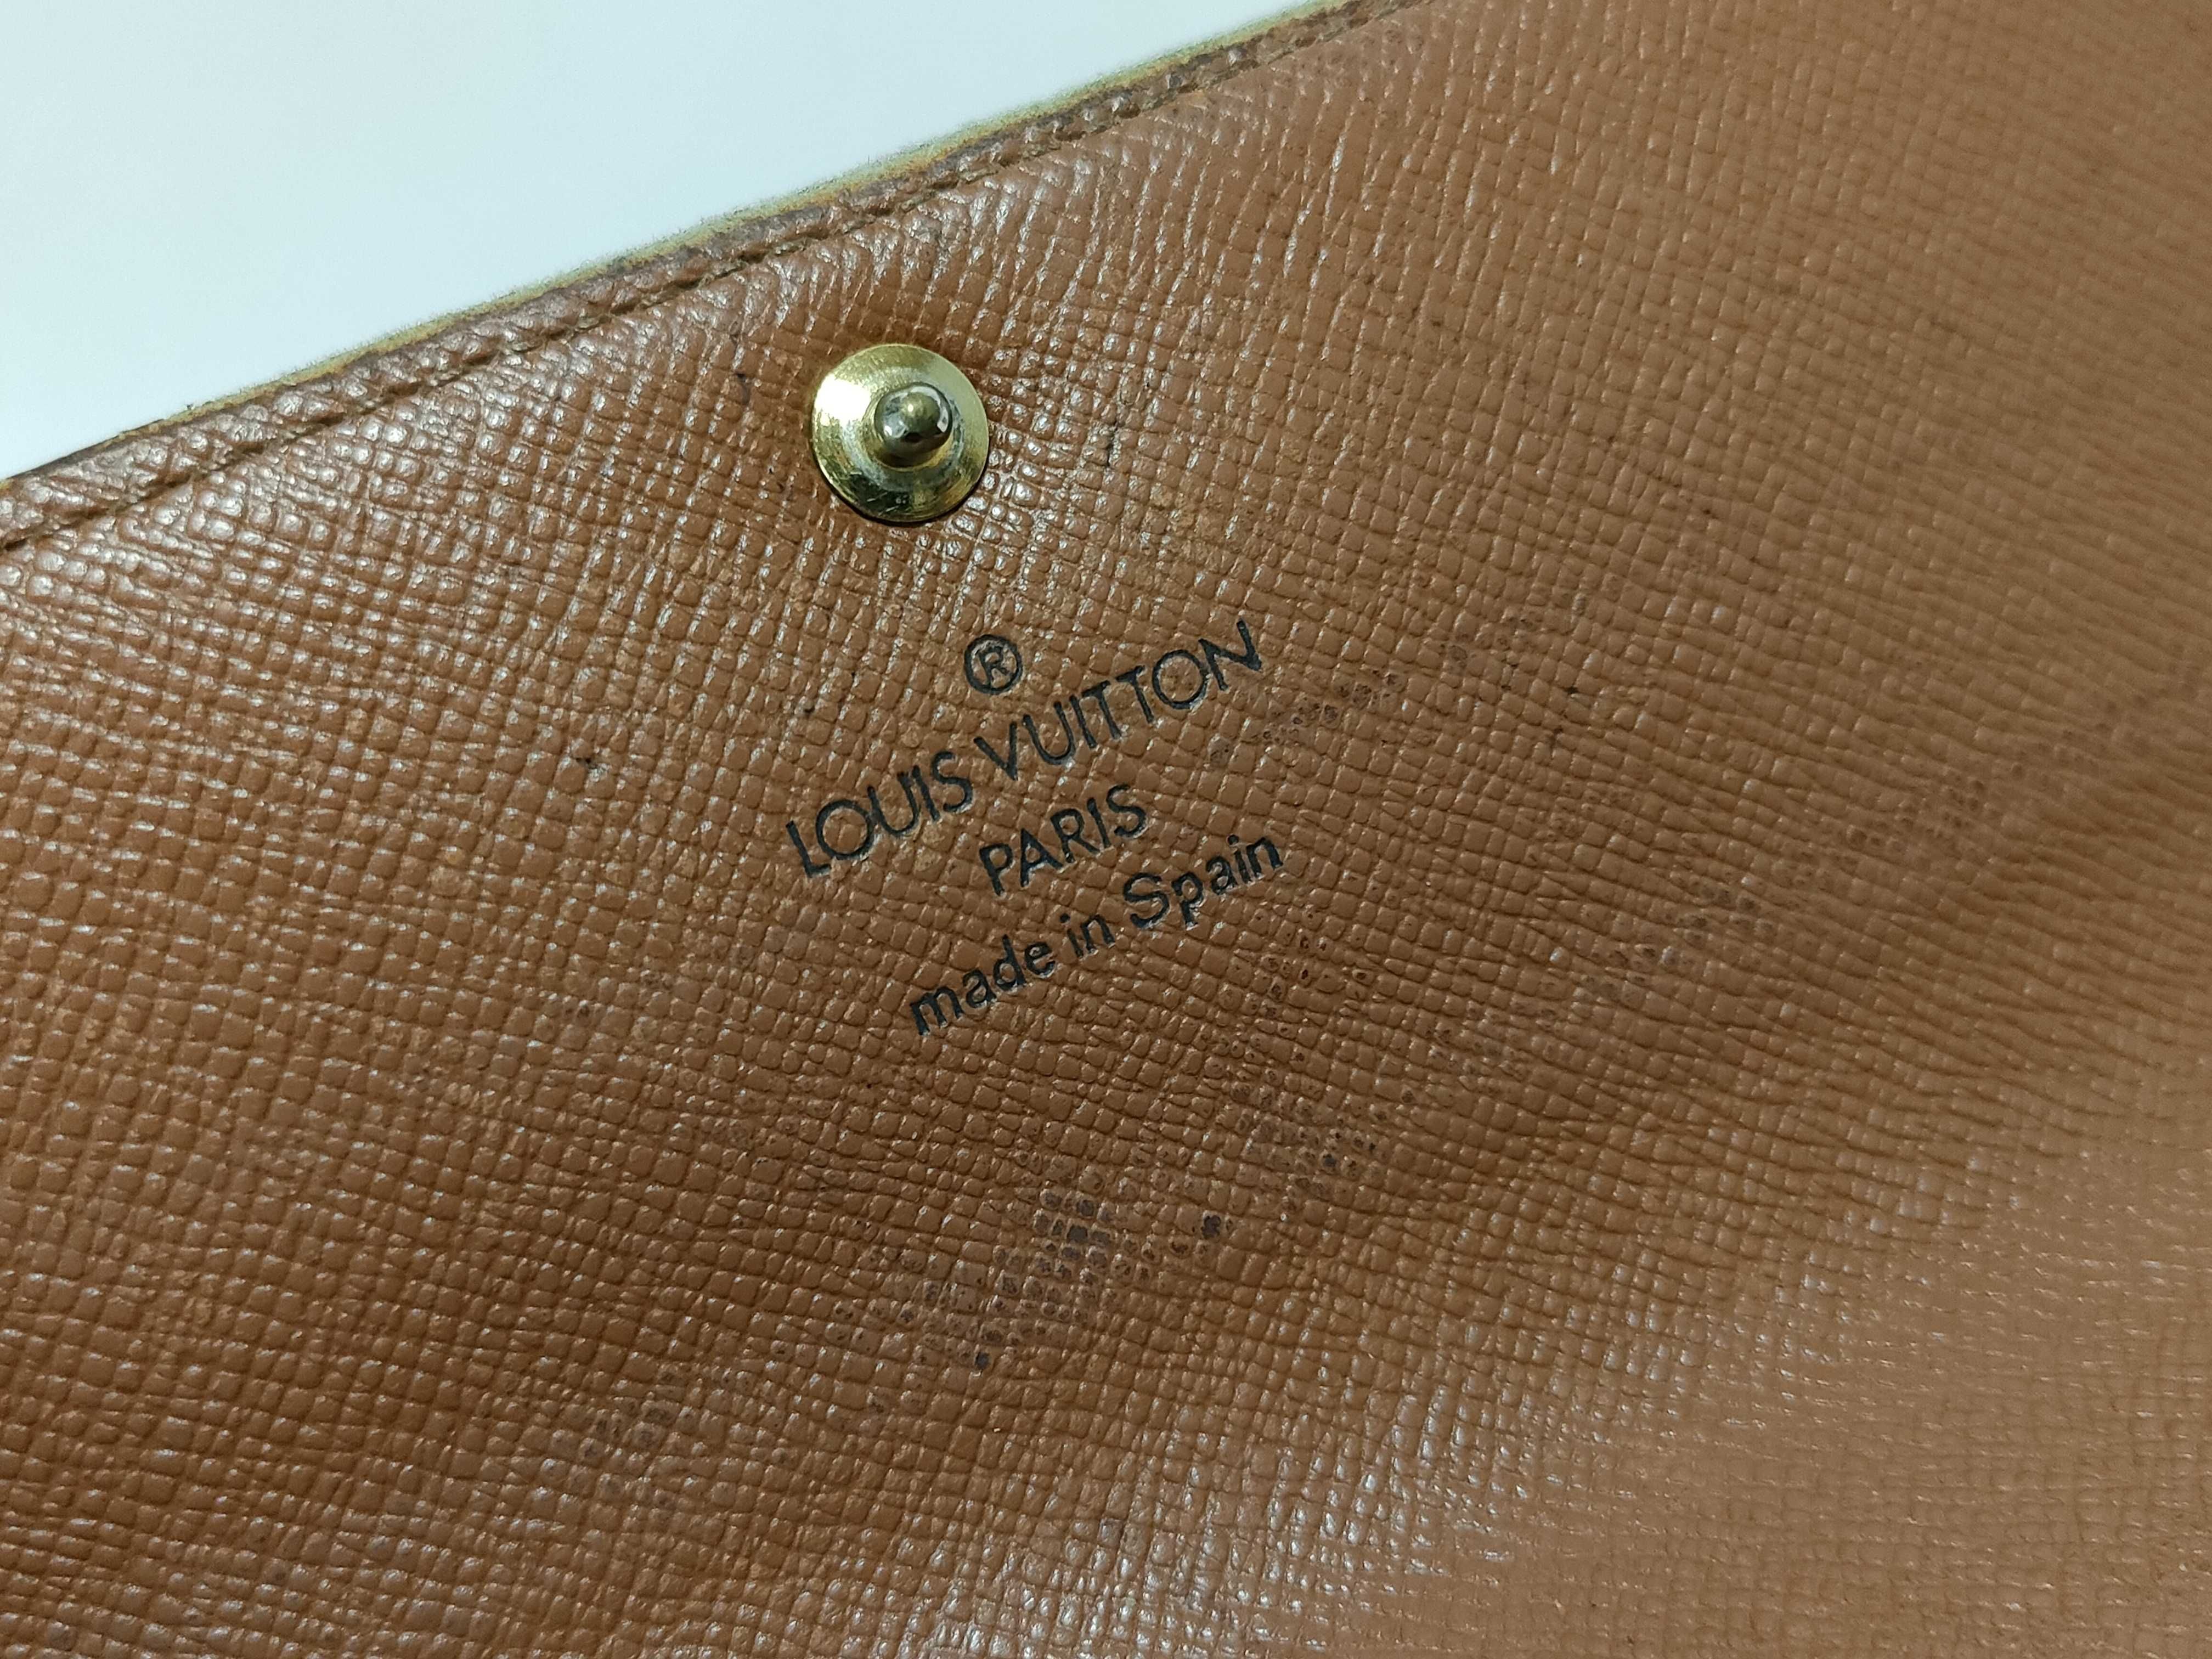 ®
LOUIS VUITTON
PARIS
made in Spain